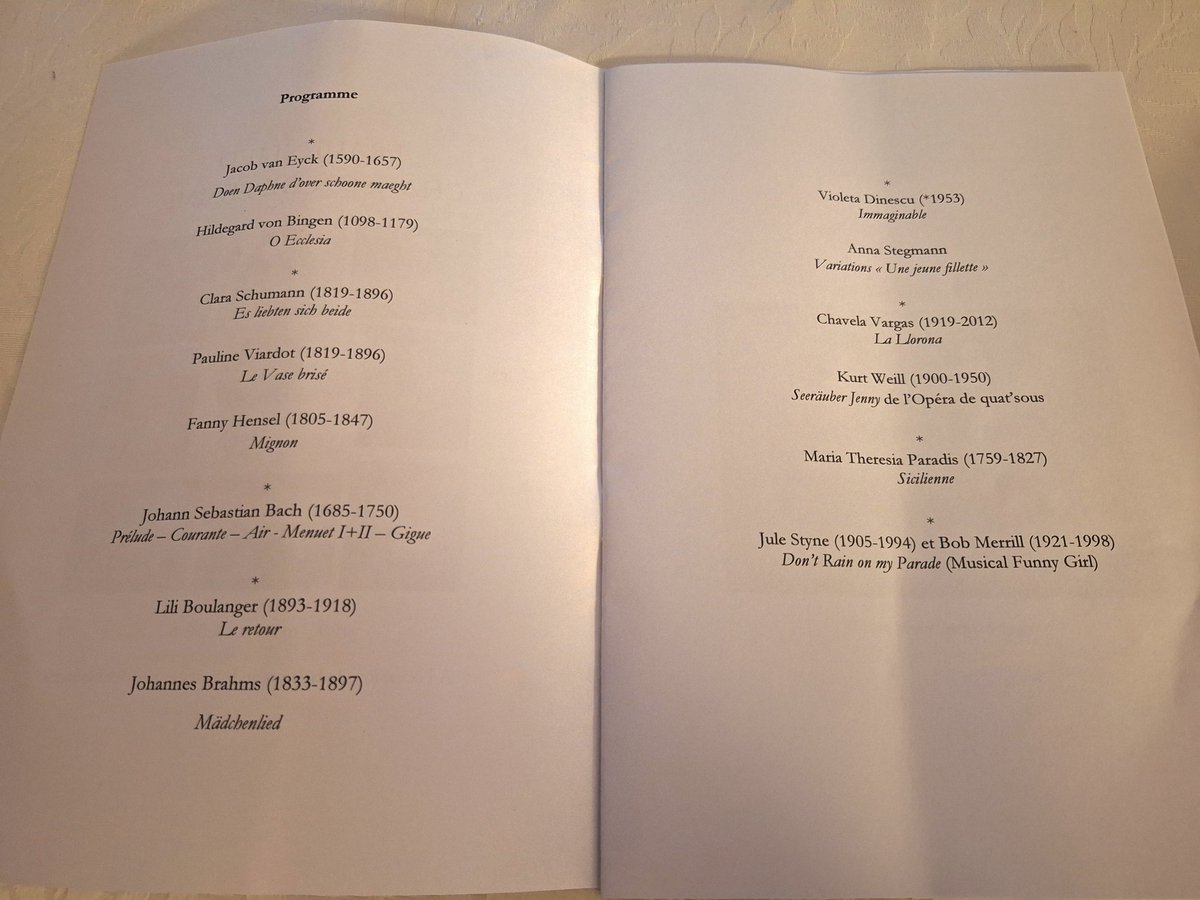 Programme
*
Jacob van Eyck (1590-1657)
Doen Daphne d'over schoone maeght
Hildegard von Bingen (1098-1179)
O Ecclesia
*
Clara Schumann (1819-1896)
Es liebten sich beide
Pauline Viardot (1819-1896)
Le Vase brisé
Fanny Hensel (1805-1847)
Mignon
*
Johann Sebastian Bach (1685-1750)
Prélude – Courante – Air - Menuet I+II – Gigue
*
Lili Boulanger (1893-1918)
Le retour
Johannes Brahms (1833-1897)
Mädchenlied
*
Violeta Dinescu (*1953)
Immaginable
Anna Stegmann
Variations « Une jeune fillette »
*
Chavela Vargas (1919-2012)
La Llorona
Kurt Weill (1900-1950)
Seeräuber Jenny de l'Opéra de quat'sous
*
Maria Theresia Paradis (1759-1827)
Sicilienne
*
Jule Styne (1905-1994) et Bob Merrill (1921-1998)
Don't Rain on my Parade (Musical Funny Girl)